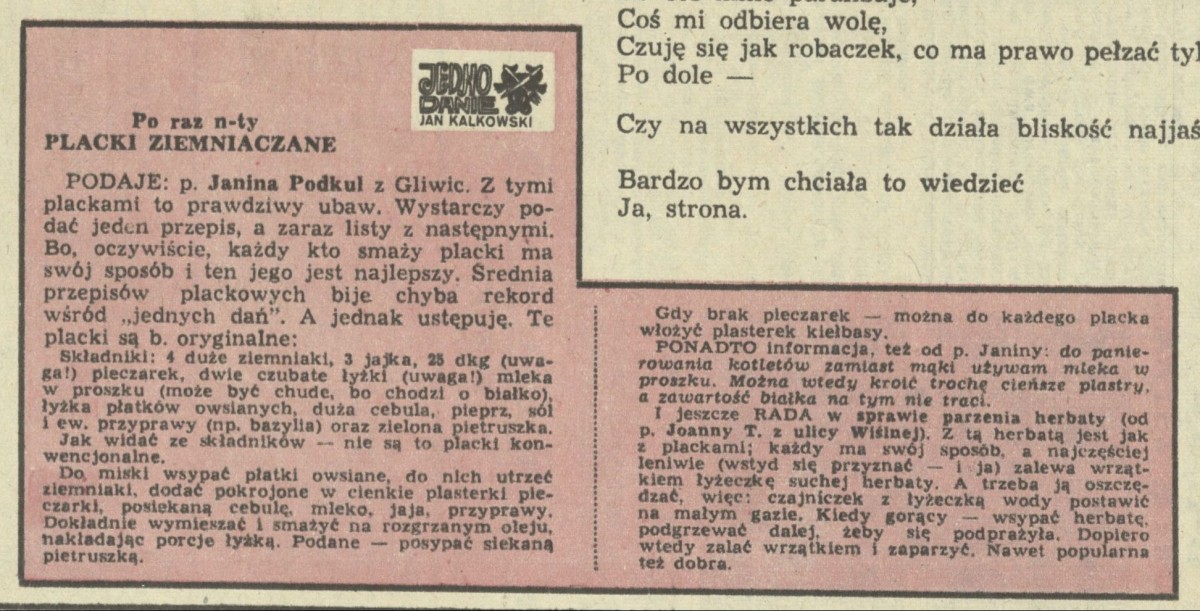 Coś mi odbiera wolę,
Czuję się jak robaczek, co ma prawo pełzać
Po dole —
Czy na wszystkich tak działa bliskość
Bardzo bym chciała to wiedzieć
Ja, strona.
JEDNO
DANIE
JAN KALKOWSKI
Po raz n-ty
PLACKI ZIEMNIACZANE
PODAJE: p. Janina Podkul z Gliwic. Z tymi
plackami to prawdziwy ubaw. Wystarczy po-
dać jeden przepis, a zaraz listy z następnymi.
Bo, oczywiście, każdy kto smaży placki ma
swój sposób i ten jego jest najlepszy. Średnia
przepisów plackowych bije chyba rekord
wśród „jednych dań”. A jednak ustępuję. Te
placki są b. oryginalne:
Składniki: 4 duże ziemniaki, 3 jajka, 25 dkg (uwa-
ga!) pieczarek, dwie czubate łyżki (uwaga!) mleka
w proszku (może być chude, bo chodzi o białko),
łyżka płatków owsianych, duża cebula, pieprz, sól
i ew. przyprawy (np. bazylia) oraz zielona pietruszka.
Jak widać ze składników — nie są to placki kon-
wencjonalne.
Do miski wsypać płatki owsiane, do nich utrzeć
ziemniaki, dodać pokrojone w cienkie plasterki pie-
czarki, posiekaną cebulę, mleko, jaja, przyprawy.
Dokładnie wymieszać i smażyć na rozgrzanym oleju,
nakładając porcje łyżką. Podane — posypać siekaną
pietruszką.
Gdy brak pieczarek — można do każdego placka
włożyć plasterek kiełbasy.
PONADTO informacja, też od p. Janiny: do panie-
rowania kotletów zamiast mąki używam mleka w
proszku. Można wtedy kroić trochę cieńsze plastry,
a zawartość białka na tym nie traci.
I jeszcze RADA w sprawie parzenia herbaty (od
p. Joanny T. z ulicy Wiślnej). Z tą herbatą jest jak
z plackami; każdy ma swój sposób, a najczęściej
leniwie (wstyd się przyznać — i ja) zalewa wrząt-
kiem łyżeczkę suchej herbaty. A trzeba ją oszczę-
dzać, więc: czajniczek z łyżeczką wody postawić
na małym gazie. Kiedy gorący — wsypać herbatę,
podgrzewać dalej, żeby się podprażyła. Dopiero
wtedy zalać wrzątkiem i zaparzyć. Nawet popularna
też dobra.